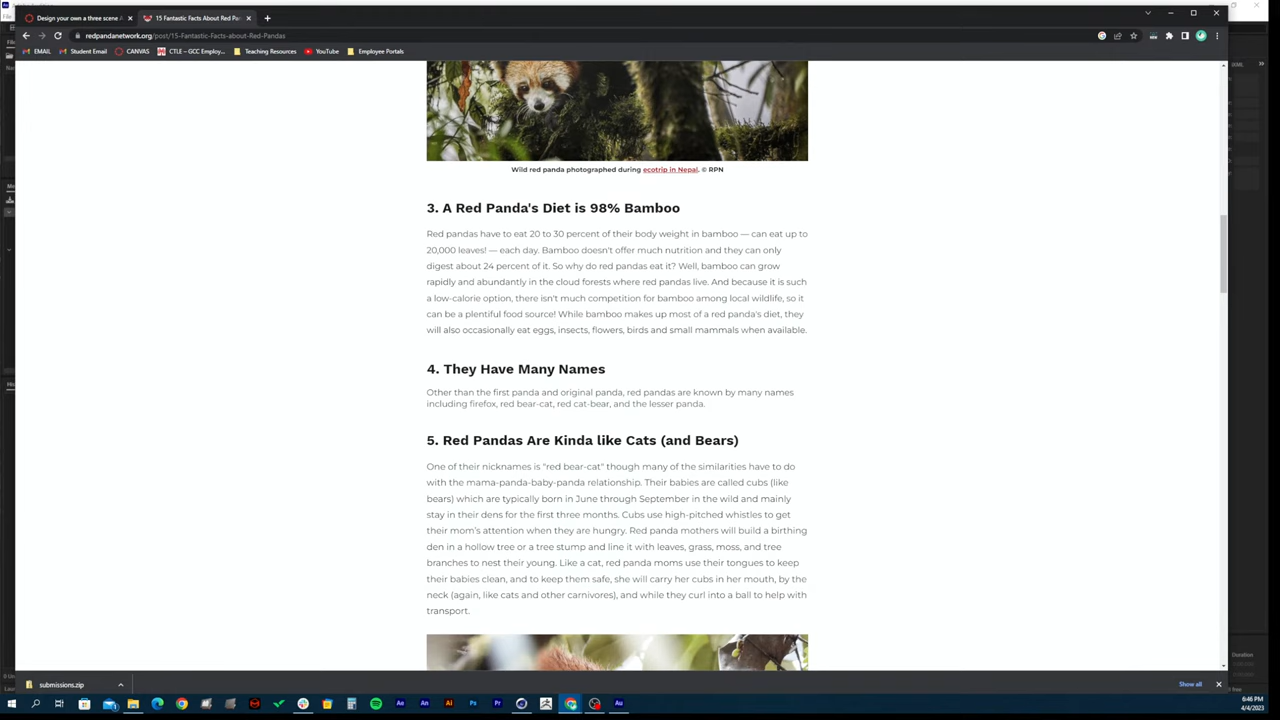 Design your own a three scene A
15 Fantastic Facts About Red Pan
redpandanetwork.org/post/15-Fantastic-Facts-about-Red-Pandas
EMAIL
Student Email
CANVAS
CTLE – GCC Employ...
Teaching Resources
YouTube
Employee Portals
Wild red panda photographed during ecotrip in Nepal. © RPN
3. A Red Panda's Diet is 98% Bamboo
Red pandas have to eat 20 to 30 percent of their body weight in bamboo — can eat up to
20,000 leaves! — each day. Bamboo doesn't offer much nutrition and they can only
digest about 24 percent of it. So why do red pandas eat it? Well, bamboo can grow
rapidly and abundantly in the cloud forests where red pandas live. And because it is such
a low-calorie option, there isn't much competition for bamboo among local wildlife, so it
can be a plentiful food source! While bamboo makes up most of a red panda's diet, they
will also occasionally eat eggs, insects, flowers, birds and small mammals when available.
4. They Have Many Names
Other than the first panda and original panda, red pandas are known by many names
including firefox, red bear-cat, red cat-bear, and the lesser panda.
5. Red Pandas Are Kinda like Cats (and Bears)
One of their nicknames is "red bear-cat" though many of the similarities have to do
with the mama-panda-baby-panda relationship. Their babies are called cubs (like
bears) which are typically born in June through September in the wild and mainly
stay in their dens for the first three months. Cubs use high-pitched whistles to get
their mom's attention when they are hungry. Red panda mothers will build a birthing
den in a hollow tree or a tree stump and line it with leaves, grass, moss, and tree
branches to nest their young. Like a cat, red panda moms use their tongues to keep
their babies clean, and to keep them safe, she will carry her cubs in her mouth, by the
neck (again, like cats and other carnivores), and while they curl into a ball to help with
transport.
submissions.zip
Show all
Duration
6:46 PM
4/4/2023